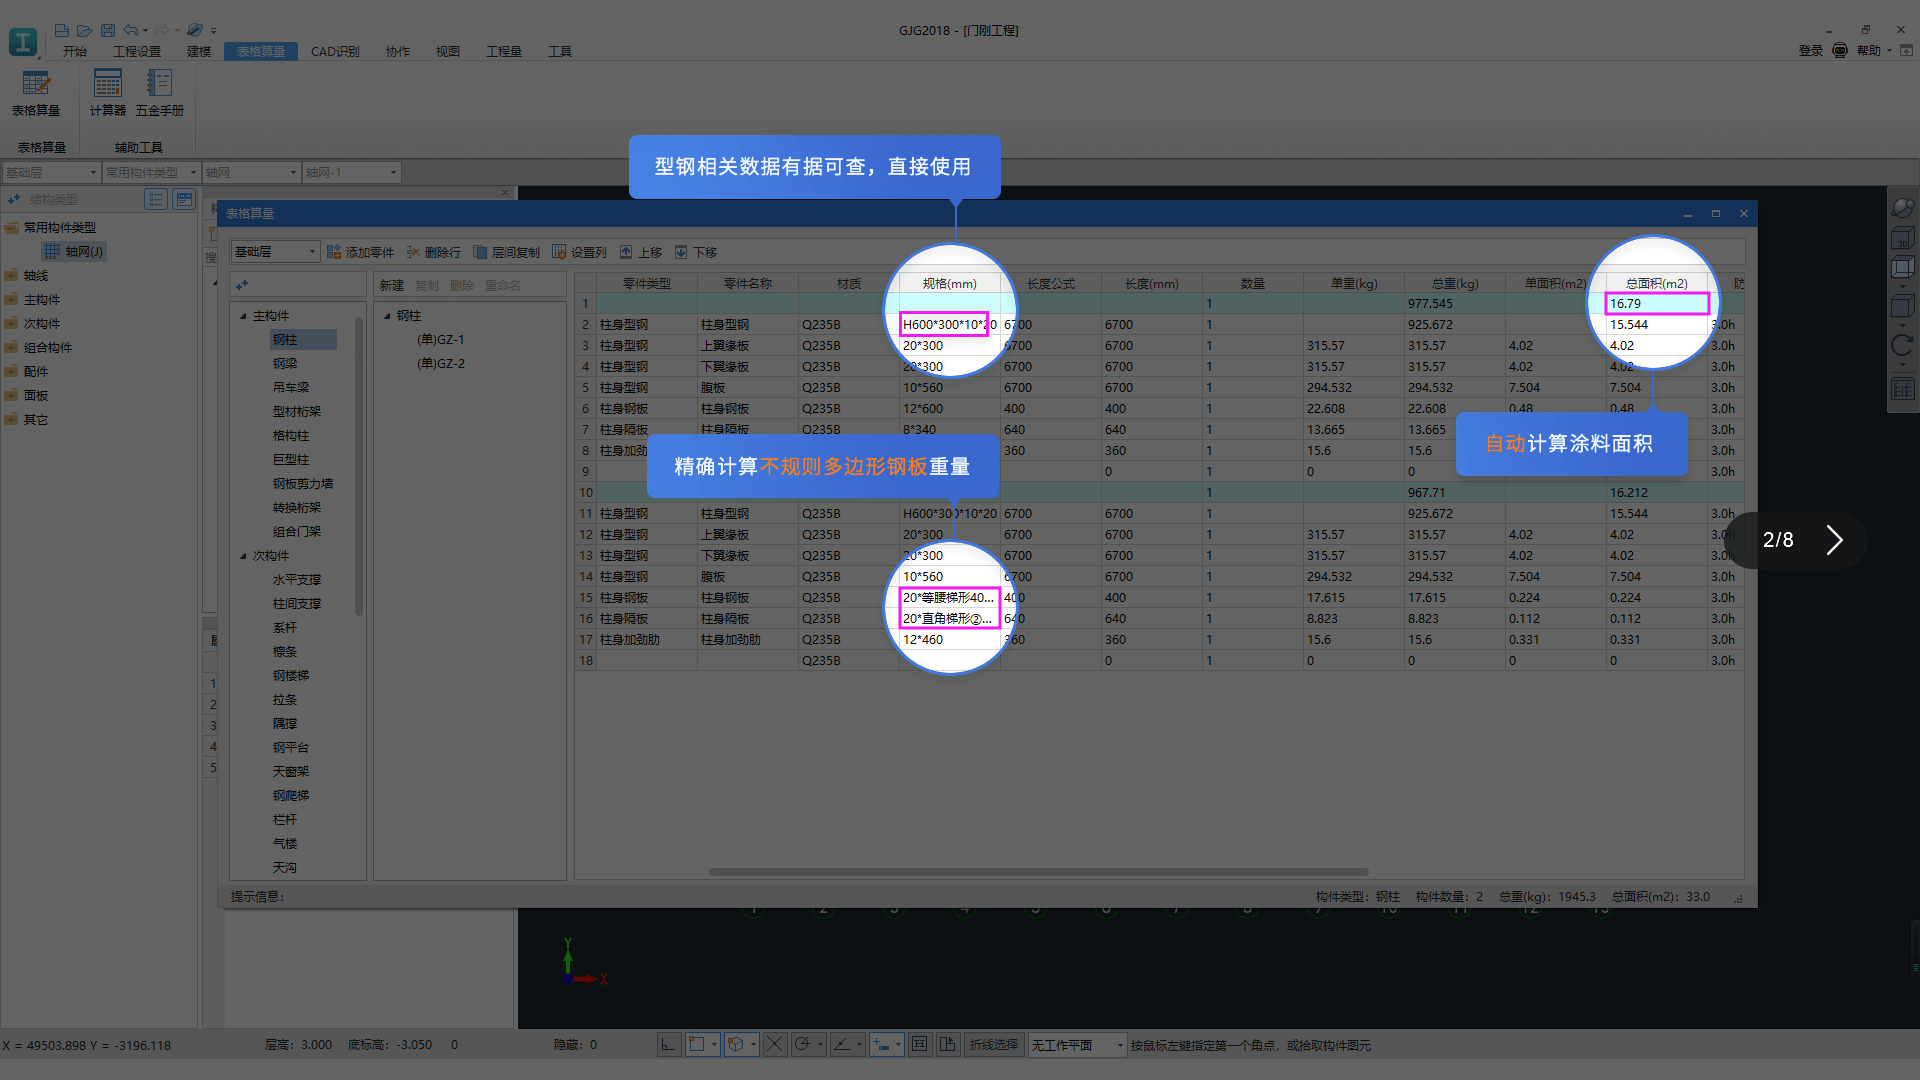 GJG2018 - [门刚工程]
开始 工程设置 建模 表格算量 CAD识别 协作 视图 工程量 工具
登录 帮助
表格算量 计算器 五金手册
表格算量 辅助工具
型钢相关数据有据可查，直接使用
基础层 常用构件类型 轴网 轴网-1
结构类型
常用构件类型
轴网(J)
轴线
主构件
次构件
组合构件
配件
面板
其它
表格算量
基础层 添加零件 删除行 层间复制 设置列 上移 下移
新建 复制 删除 重命名
主构件
钢柱
钢梁
吊车梁
型材桁架
格构柱
巨型柱
钢板剪力墙
转换桁架
组合门架
次构件
水平支撑
柱间支撑
系杆
檩条
钢楼梯
拉条
隅撑
钢平台
天窗架
钢爬梯
栏杆
气楼
天沟
钢柱
(单)GZ-1
(单)GZ-2
零件类型 零件名称 材质 规格(mm) 长度公式 长度(mm) 数量 单重(kg) 总重(kg) 单面积(m2) 总面积(m2) 防
1 1 977.545 16.79
2 柱身型钢 柱身型钢 Q235B H600*300*10*20 6700 6700 1 925.672 15.544 3.0h
3 柱身型钢 上翼缘板 Q235B 20*300 6700 6700 1 315.57 315.57 4.02 4.02 3.0h
4 柱身型钢 下翼缘板 Q235B 20*300 6700 6700 1 315.57 315.57 4.02 4.02 3.0h
5 柱身型钢 腹板 Q235B 10*560 6700 6700 1 294.532 294.532 7.504 7.504 3.0h
6 柱身钢板 柱身钢板 Q235B 12*600 400 400 1 22.608 22.608 0.48 0.48 3.0h
7 柱身隔板 柱身隔板 Q235B 8*340 640 640 1 13.665 13.665 3.0h
8 柱身加劲 360 360 1 15.6 15.6 3.0h
9 0 1 0 0 3.0h
10 1 967.71 16.212
11 柱身型钢 柱身型钢 Q235B H600*300*10*20 6700 6700 1 925.672 15.544 3.0h
12 柱身型钢 上翼缘板 Q235B 20*300 6700 6700 1 315.57 315.57 4.02 4.02 3.0h
13 柱身型钢 下翼缘板 Q235B 20*300 6700 6700 1 315.57 315.57 4.02 4.02
14 柱身型钢 腹板 Q235B 10*560 6700 6700 1 294.532 294.532 7.504 7.504 3.0h
15 柱身钢板 柱身钢板 Q235B 20*等腰梯形40... 400 400 1 17.615 17.615 0.224 0.224 3.0h
16 柱身隔板 柱身隔板 Q235B 20*直角梯形②... 640 640 1 8.823 8.823 0.112 0.112 3.0h
17 柱身加劲肋 柱身加劲肋 Q235B 12*460 360 360 1 15.6 15.6 0.331 0.331 3.0h
18 Q235B 0 1 0 0 0 0 3.0h
自动计算涂料面积
精确计算不规则多边形钢板重量
2/8
1
2
3
4
5
提示信息：
构件类型：钢柱 构件数量：2 总重(kg)：1945.3 总面积(m2)：33.0
Y
X
X = 49503.898 Y = -3196.118 层高：3.000 底标高：-3.050 0 隐藏：0 折线选择 无工作平面 按鼠标左键指定第一个角点，或拾取构件图元